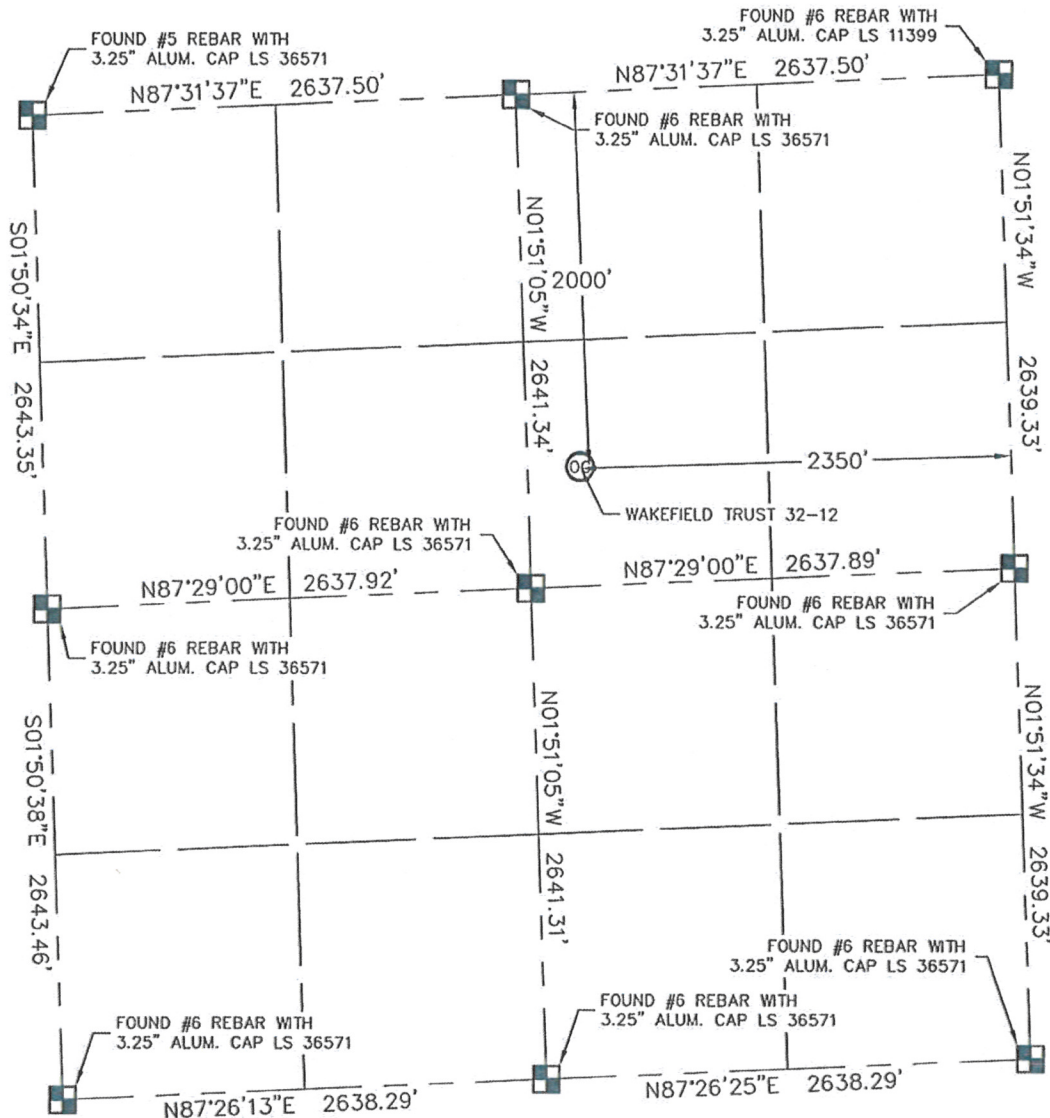 FOUND #5 REBAR WITH
3.25" ALUM. CAP LS 36571
FOUND #6 REBAR WITH
3.25" ALUM. CAP LS 11399
N87°31'37"E 2637.50'
N87°31'37"E 2637.50'
FOUND #6 REBAR WITH
3.25" ALUM. CAP LS 36571
S01°50'34"E 2643.35'
N01°51'05"W 2641.34'
2000'
N01°51'34"W 2639.33'
OG
2350'
WAKEFIELD TRUST 32-12
FOUND #6 REBAR WITH
3.25" ALUM. CAP LS 36571
N87°29'00"E 2637.92'
N87°29'00"E 2637.89'
FOUND #6 REBAR WITH
3.25" ALUM. CAP LS 36571
FOUND #6 REBAR WITH
3.25" ALUM. CAP LS 36571
S01°50'38"E 2643.46'
N01°51'05"W 2641.31'
N01°51'34"W 2639.33'
FOUND #6 REBAR WITH
3.25" ALUM. CAP LS 36571
FOUND #6 REBAR WITH
3.25" ALUM. CAP LS 36571
FOUND #6 REBAR WITH
3.25" ALUM. CAP LS 36571
N87°26'13"E 2638.29'
N87°26'25"E 2638.29'